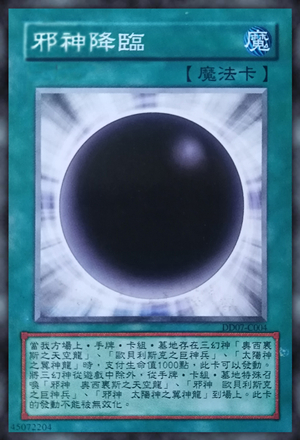 邪神降臨
魔
【魔法卡】
DD07-C004
當我方場上‧手牌‧卡組‧墓地存在三幻神「奧西裏
斯之天空龍」、「歐貝利斯克之巨神兵」、「太陽神
之翼神龍」時‧支付生命值1000點‧此卡可以發動。
將三幻神從遊戲中除外‧從手牌‧卡組‧墓地特殊召
喚「邪神 奧西裏斯之天空龍」、「邪神 歐貝利斯
克之巨神兵」、「邪神 太陽神之翼神龍」到場上。此卡
的發動不能被無效化。
45072204